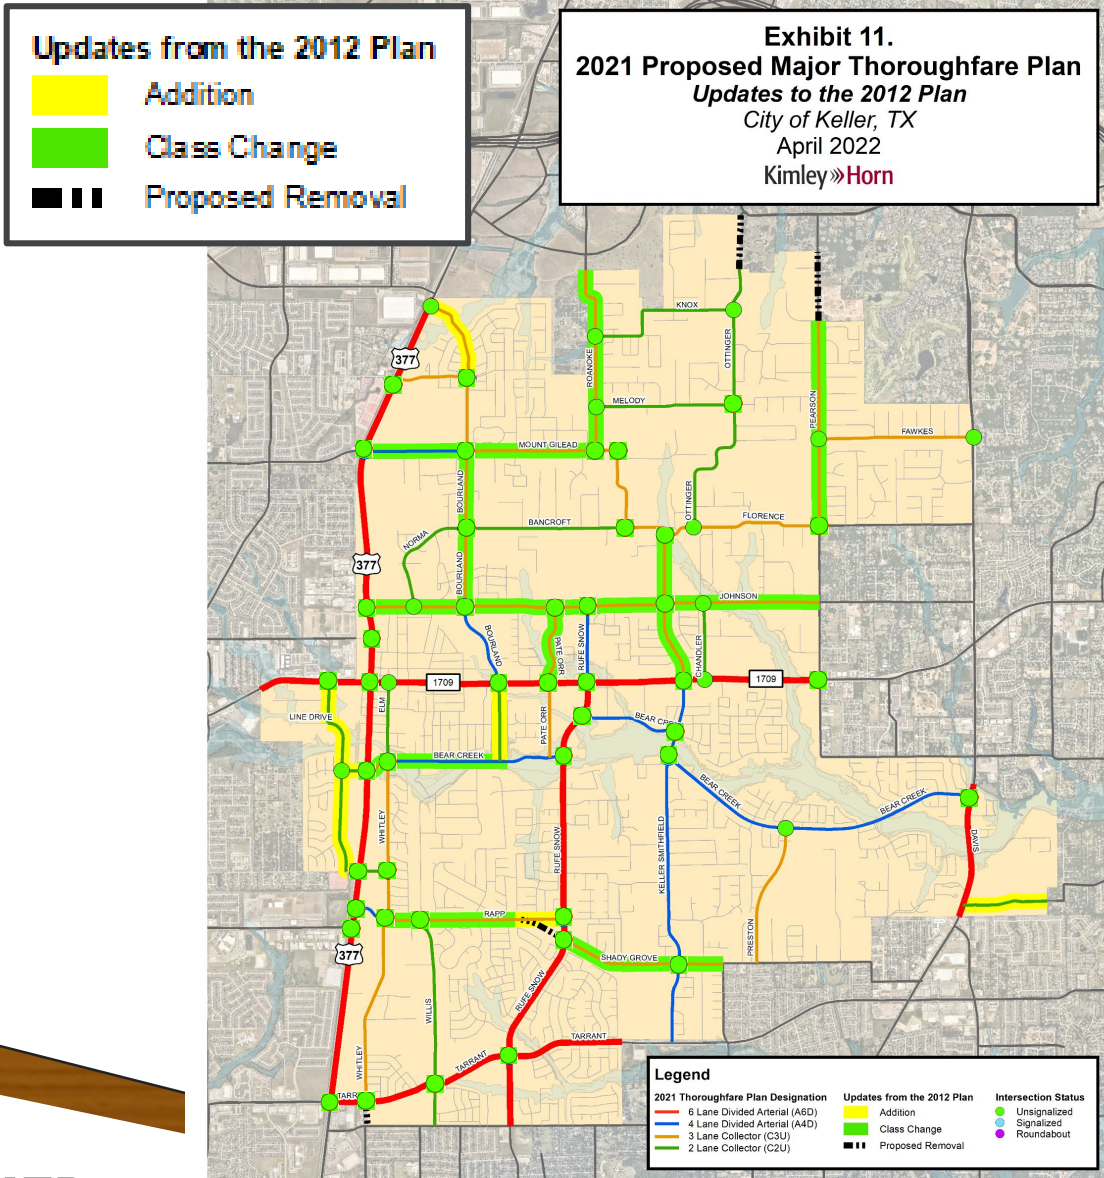 Updates from the 2012 Plan
Addition
Class Change
Proposed Removal
Exhibit 11.
2021 Proposed Major Thoroughfare Plan
Updates to the 2012 Plan
City of Keller, TX
April 2022
Kimley»Horn
KNOX
377
ROANOKE
OTTINGER
MELODY
PEARSON
FAWKES
MOUNT GILEAD
BOURLAND
OTTINGER
FLORENCE
BANCROFT
NORMA
377
BOURLAND
JOHNSON
BOURLAND
PATE ORR
RUFE SNOW
CHANDLER
1709
1709
ELM
LINE DRIVE
PATE ORR
BEAR CRE
BEAR CREEK
BEAR CREEK
BEAR CREEK
WHITLEY
RUFE SNOW
KELLER SMITHFIELD
DAVIS
RAPP
PRESTON
377
SHADY GROVE
RUFE SNOW
WILLIS
TARRANT
WHITLEY
TARRANT
TARR
Legend
2021 Thoroughfare Plan Designation
6 Lane Divided Arterial (A6D)
4 Lane Divided Arterial (A4D)
3 Lane Collector (C3U)
2 Lane Collector (C2U)
Updates from the 2012 Plan
Addition
Class Change
Proposed Removal
Intersection Status
Unsignalized
Signalized
Roundabout